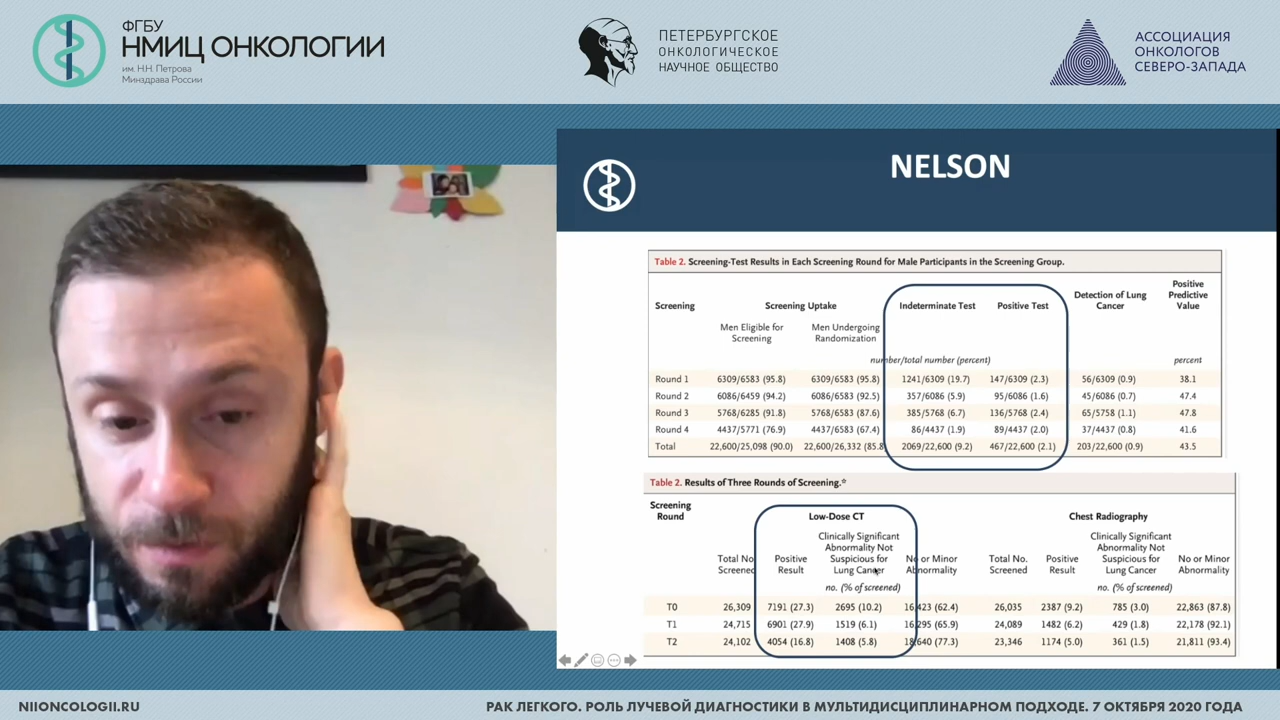 ФГБУ
НМИЦ ОНКОЛОГИИ
им. Н.Н. Петрова
Минздрава России
ПЕТЕРБУРГСКОЕ
ОНКОЛОГИЧЕСКОЕ
НАУЧНОЕ ОБЩЕСТВО
АССОЦИАЦИЯ
ОНКОЛОГОВ
СЕВЕРО-ЗАПАДА
NELSON
Table 2. Screening-Test Results in Each Screening Round for Male Participants in the Screening Group.
Screening Screening Uptake Indeterminate Test Positive Test Detection of Lung Cancer Positive Predictive Value
Men Eligible for Screening Men Undergoing Randomization
number/total number (percent) percent
Round 1 6309/6583 (95.8) 6309/6583 (95.8) 1241/6309 (19.7) 147/6309 (2.3) 56/6309 (0.9) 38.1
Round 2 6086/6459 (94.2) 6086/6583 (92.5) 357/6086 (5.9) 95/6086 (1.6) 45/6086 (0.7) 47.4
Round 3 5768/6285 (91.8) 5768/6583 (87.6) 385/5768 (6.7) 136/5768 (2.4) 65/5758 (1.1) 47.8
Round 4 4437/5771 (76.9) 4437/6583 (67.4) 86/4437 (1.9) 89/4437 (2.0) 37/4437 (0.8) 41.6
Total 22,600/25,098 (90.0) 22,600/26,332 (85.8 2069/22,600 (9.2) 467/22,600 (2.1) 203/22,600 (0.9) 43.5
Table 2. Results of Three Rounds of Screening.*
Screening Round Low-Dose CT Chest Radiography
Total No. Screened Positive Result Clinically Significant Abnormality Not Suspicious for Lung Cancer No or Minor Abnormality Total No. Screened Positive Result Clinically Significant Abnormality Not Suspicious for Lung Cancer No or Minor Abnormality
no. (% of screened) no. (% of screened)
T0 26,309 7191 (27.3) 2695 (10.2) 16,423 (62.4) 26,035 2387 (9.2) 785 (3.0) 22,863 (87.8)
T1 24,715 6901 (27.9) 1519 (6.1) 16,295 (65.9) 24,089 1482 (6.2) 429 (1.8) 22,178 (92.1)
T2 24,102 4054 (16.8) 1408 (5.8) 18,640 (77.3) 23,346 1174 (5.0) 361 (1.5) 21,811 (93.4)
NIIONCOLOGII.RU
РАК ЛЕГКОГО. РОЛЬ ЛУЧЕВОЙ ДИАГНОСТИКИ В МУЛЬТИДИСЦИПЛИНАРНОМ ПОДХОДЕ. 7 ОКТЯБРЯ 2020 ГОДА